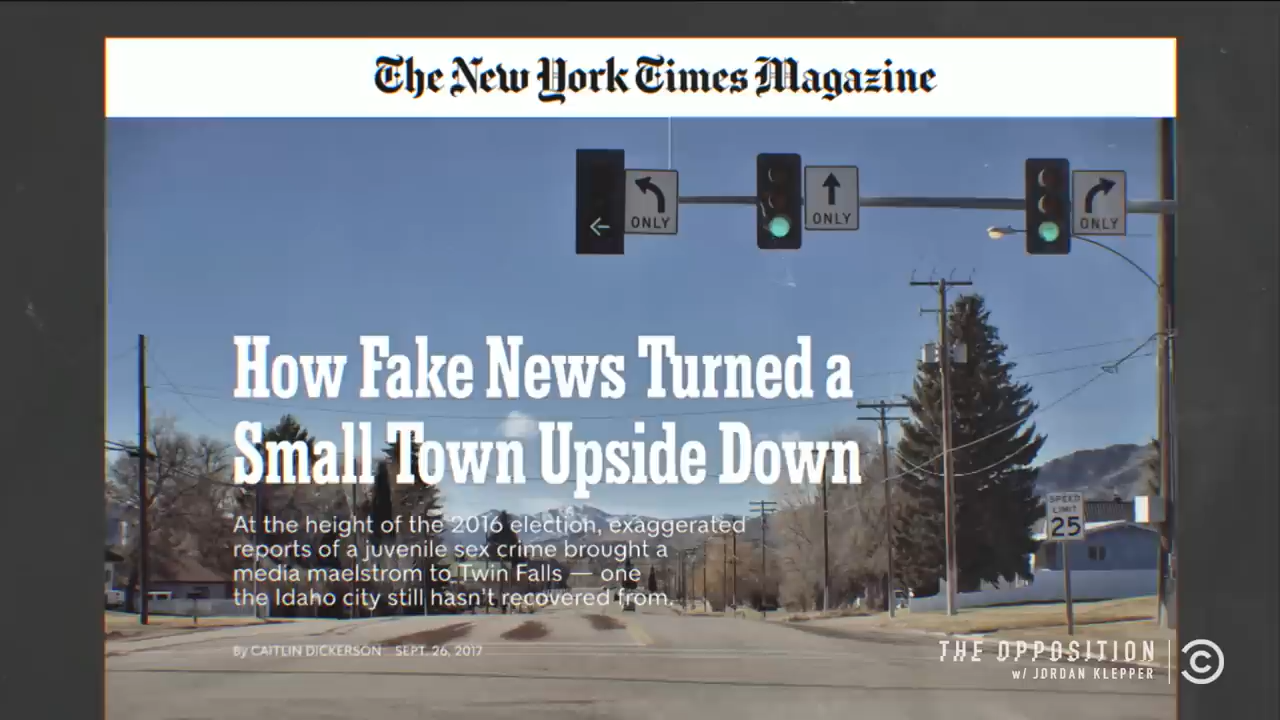 The New York Times Magazine
ONLY
ONLY
ONLY
How Fake News Turned a
Small Town Upside Down
At the height of the 2016 election, exaggerated
reports of a juvenile sex crime brought a
media maelstrom to Twin Falls — one
the Idaho city still hasn't recovered from.
SPEED
LIMIT
25
By CAITLIN DICKERSON SEPT. 26, 2017
THE OPPOSITION
w/ JORDAN KLEPPER